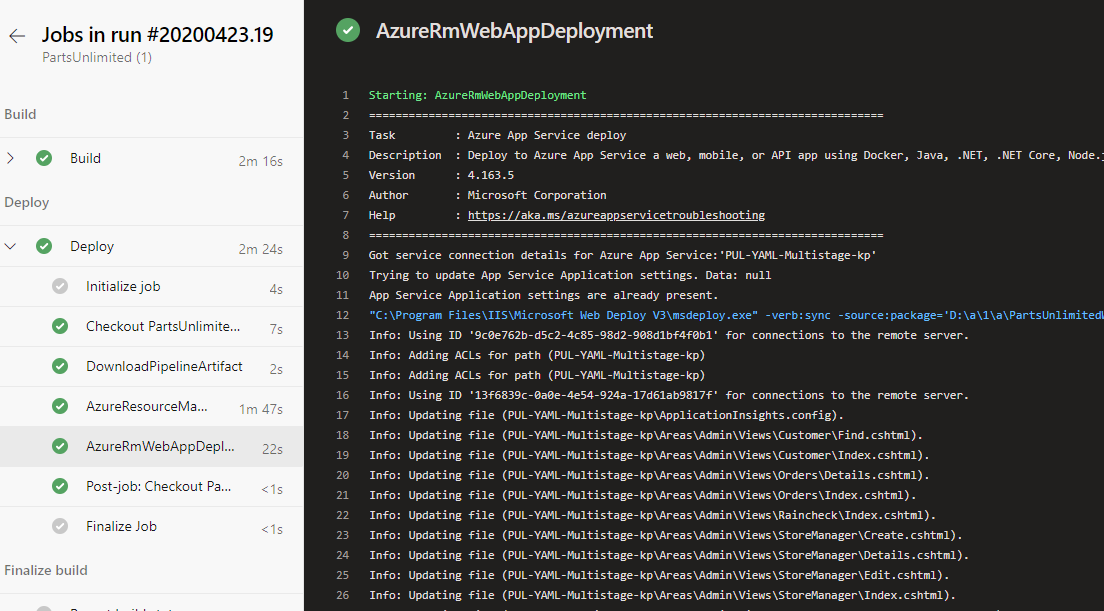 Jobs in run #20200423.19
PartsUnlimited (1)
Build
Build 2m 16s
Deploy
Deploy 2m 24s
Initialize job 4s
Checkout PartsUnlimite... 7s
DownloadPipelineArtifact 2s
AzureResourceMa... 1m 47s
AzureRmWebAppDepl... 22s
Post-job: Checkout Pa... <1s
Finalize Job <1s
Finalize build
AzureRmWebAppDeployment
1 Starting: AzureRmWebAppDeployment
2 ==============================================================================
3 Task : Azure App Service deploy
4 Description : Deploy to Azure App Service a web, mobile, or API app using Docker, Java, .NET, .NET Core, Node.j
5 Version : 4.163.5
6 Author : Microsoft Corporation
7 Help : https://aka.ms/azureappservicetroubleshooting
8 ==============================================================================
9 Got service connection details for Azure App Service:'PUL-YAML-Multistage-kp'
10 Trying to update App Service Application settings. Data: null
11 App Service Application settings are already present.
12 "C:\Program Files\IIS\Microsoft Web Deploy V3\msdeploy.exe" -verb:sync -source:package='D:\a\1\a\PartsUnlimitedW
13 Info: Using ID '9c0e762b-d5c2-4c85-98d2-908d1bf4f0b1' for connections to the remote server.
14 Info: Adding ACLs for path (PUL-YAML-Multistage-kp)
15 Info: Adding ACLs for path (PUL-YAML-Multistage-kp)
16 Info: Using ID '13f6839c-0a0e-4e54-924a-17d61ab9817f' for connections to the remote server.
17 Info: Updating file (PUL-YAML-Multistage-kp\ApplicationInsights.config).
18 Info: Updating file (PUL-YAML-Multistage-kp\Areas\Admin\Views\Customer\Find.cshtml).
19 Info: Updating file (PUL-YAML-Multistage-kp\Areas\Admin\Views\Customer\Index.cshtml).
20 Info: Updating file (PUL-YAML-Multistage-kp\Areas\Admin\Views\Orders\Details.cshtml).
21 Info: Updating file (PUL-YAML-Multistage-kp\Areas\Admin\Views\Orders\Index.cshtml).
22 Info: Updating file (PUL-YAML-Multistage-kp\Areas\Admin\Views\Raincheck\Index.cshtml).
23 Info: Updating file (PUL-YAML-Multistage-kp\Areas\Admin\Views\StoreManager\Create.cshtml).
24 Info: Updating file (PUL-YAML-Multistage-kp\Areas\Admin\Views\StoreManager\Details.cshtml).
25 Info: Updating file (PUL-YAML-Multistage-kp\Areas\Admin\Views\StoreManager\Edit.cshtml).
26 Info: Updating file (PUL-YAML-Multistage-kp\Areas\Admin\Views\StoreManager\Index.cshtml).